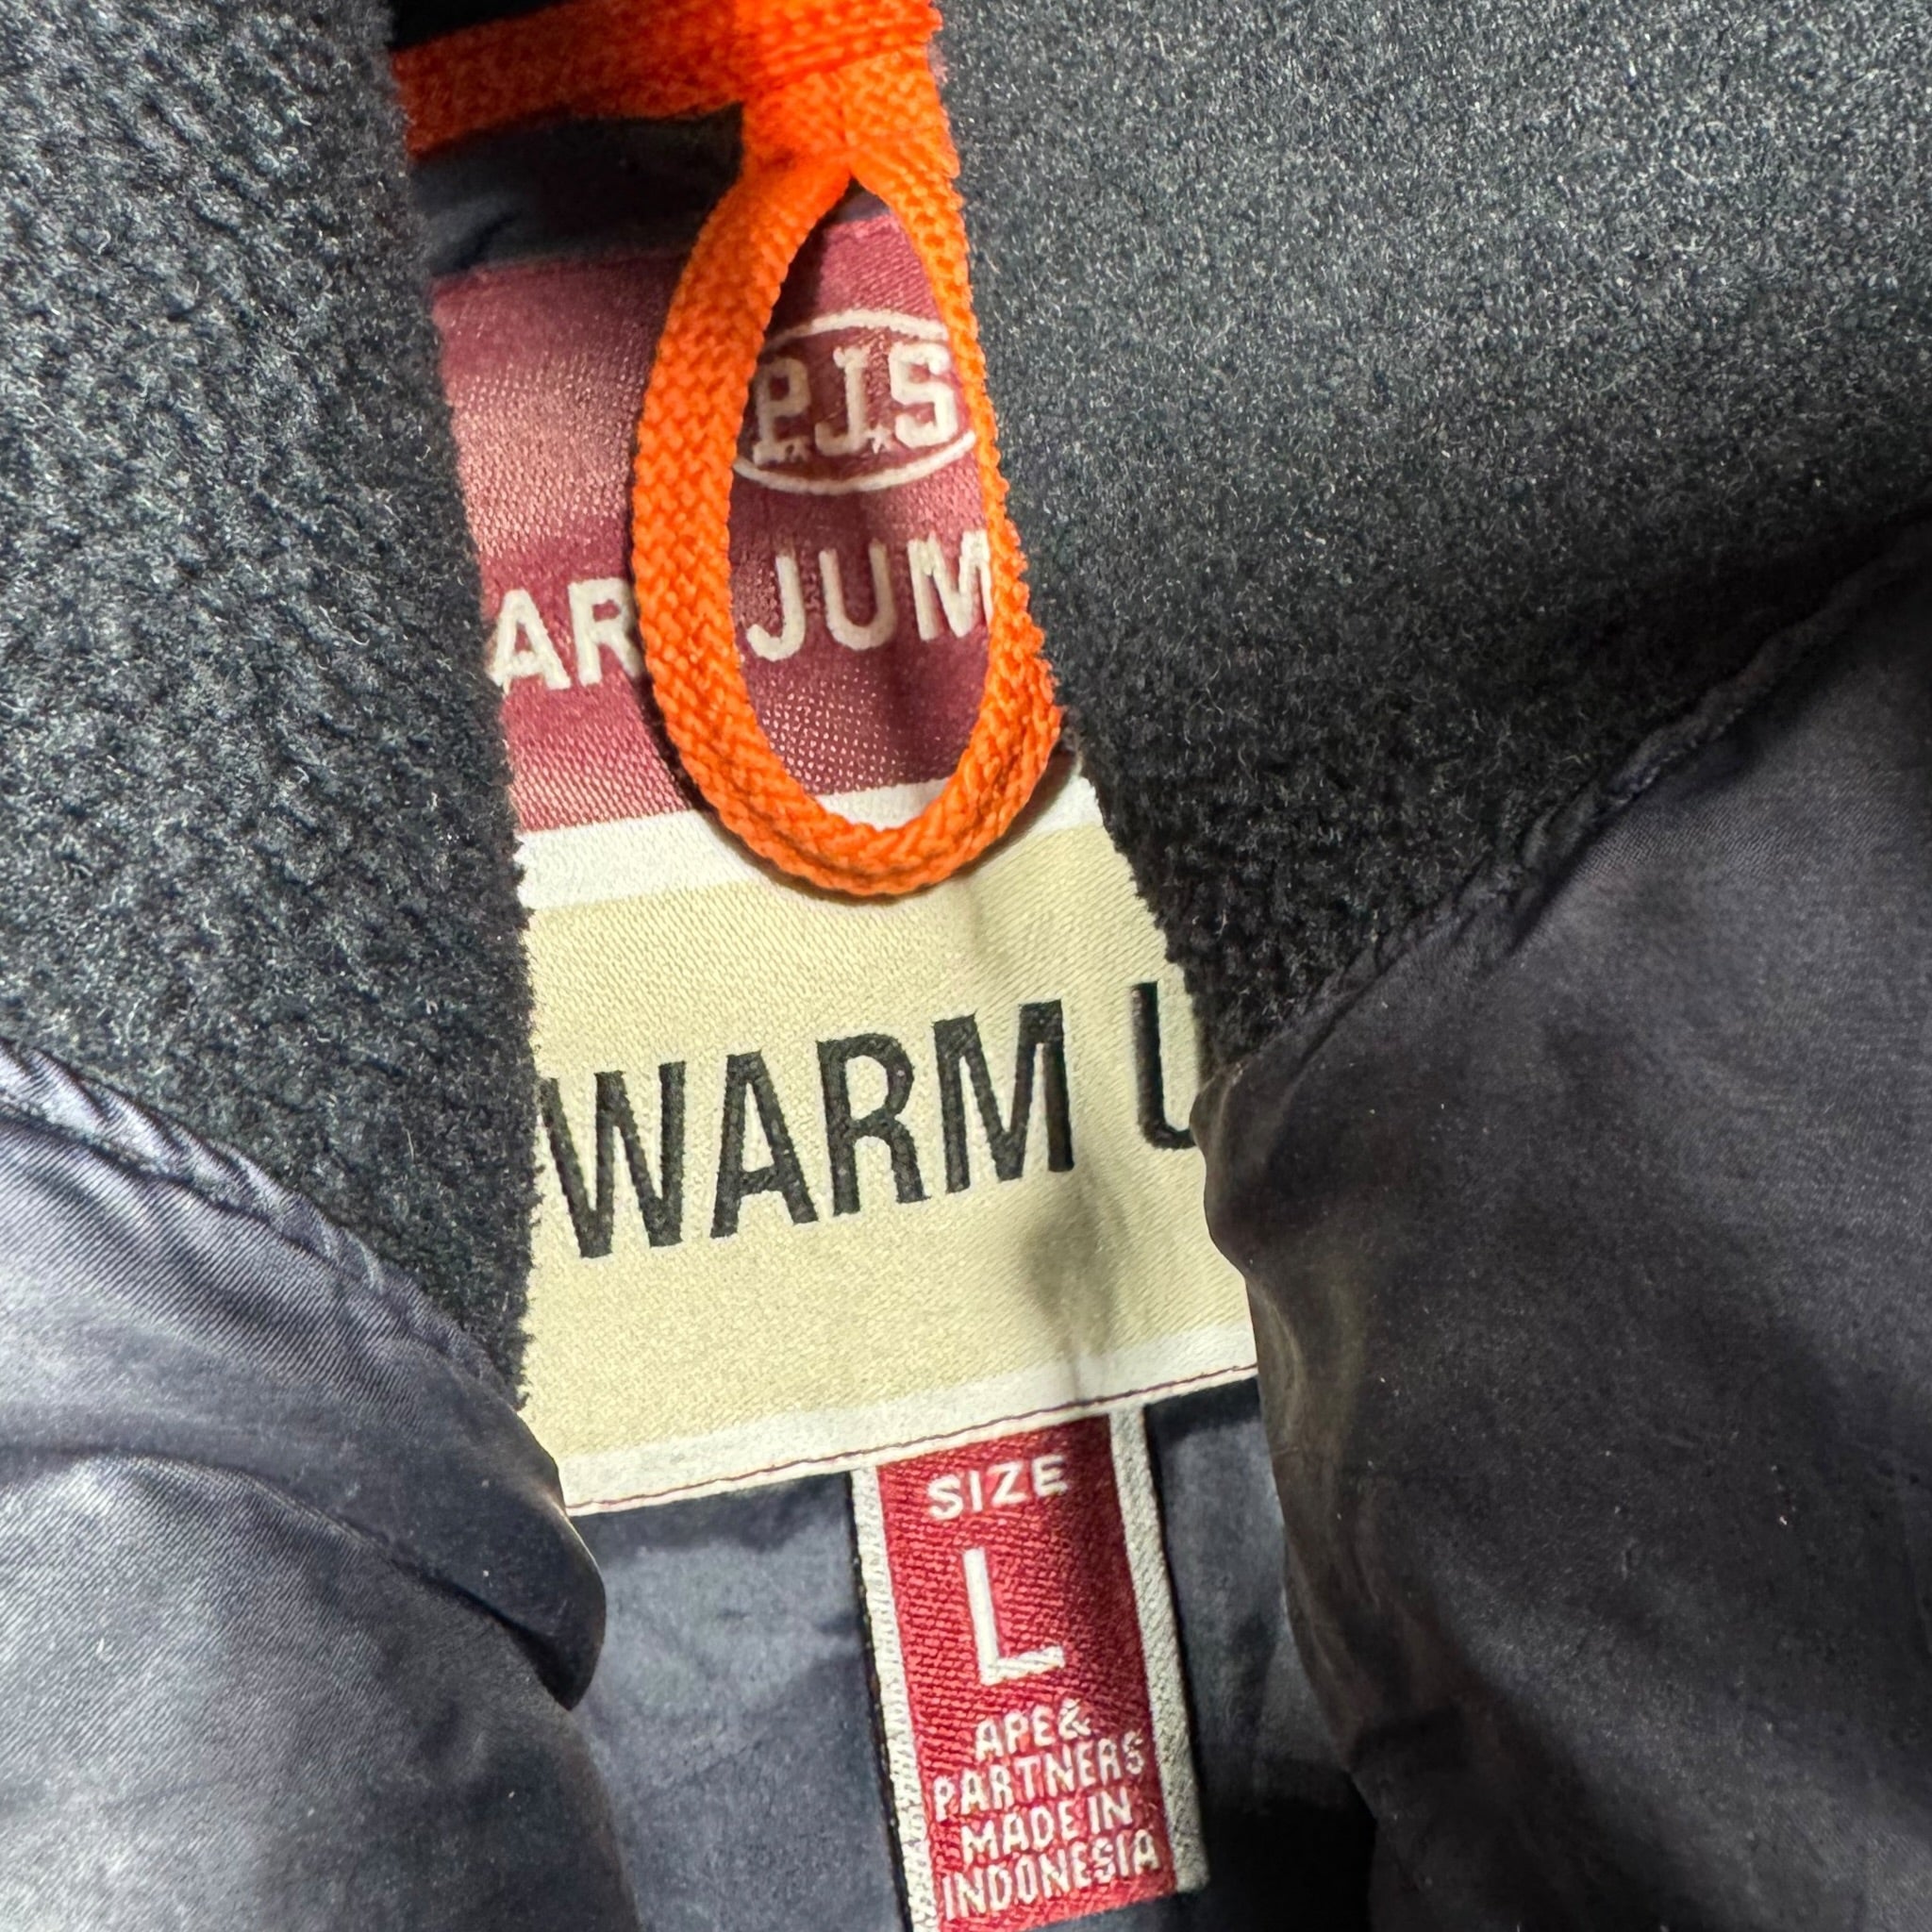 P.J.S
AR JUM
WARM U
SIZE
L
APE&
PARTNERS
MADE IN
INDONESIA